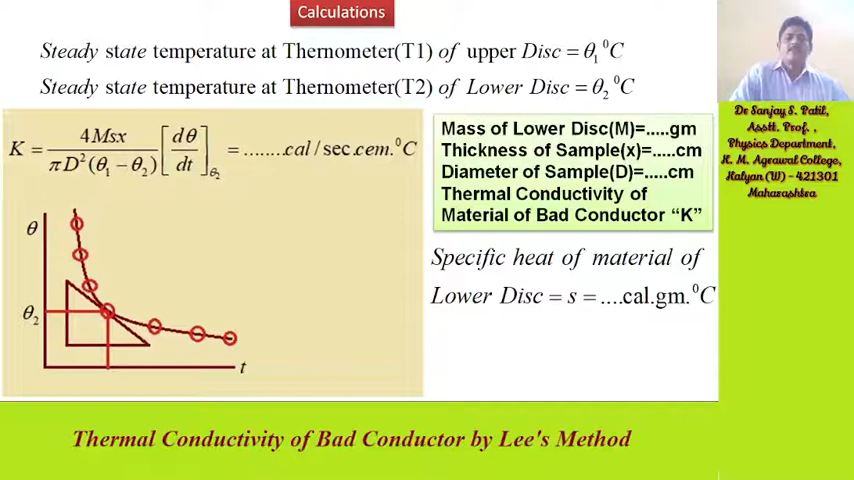 Calculations
Steady state temperature at Thernometer(T1) of upper Disc = θ₁ ⁰C
Steady state temperature at Thernometer(T2) of Lower Disc = θ₂ ⁰C
K = 4Msx / πD²(θ₁ − θ₂) [dθ/dt]θ₂ = ........cal / sec.cem.⁰C
θ
θ₂
t
Mass of Lower Disc(M)=.....gm
Thickness of Sample(x)=.....cm
Diameter of Sample(D)=.....cm
Thermal Conductivity of
Material of Bad Conductor “K”
Specific heat of material of
Lower Disc = s = ....cal.gm.⁰C
Dr Sanjay S. Patil,
Asstt. Prof. ,
Physics Department,
K. M. Agrawal College,
Kalyan (W) – 421301
Maharashtra
Thermal Conductivity of Bad Conductor by Lee's Method